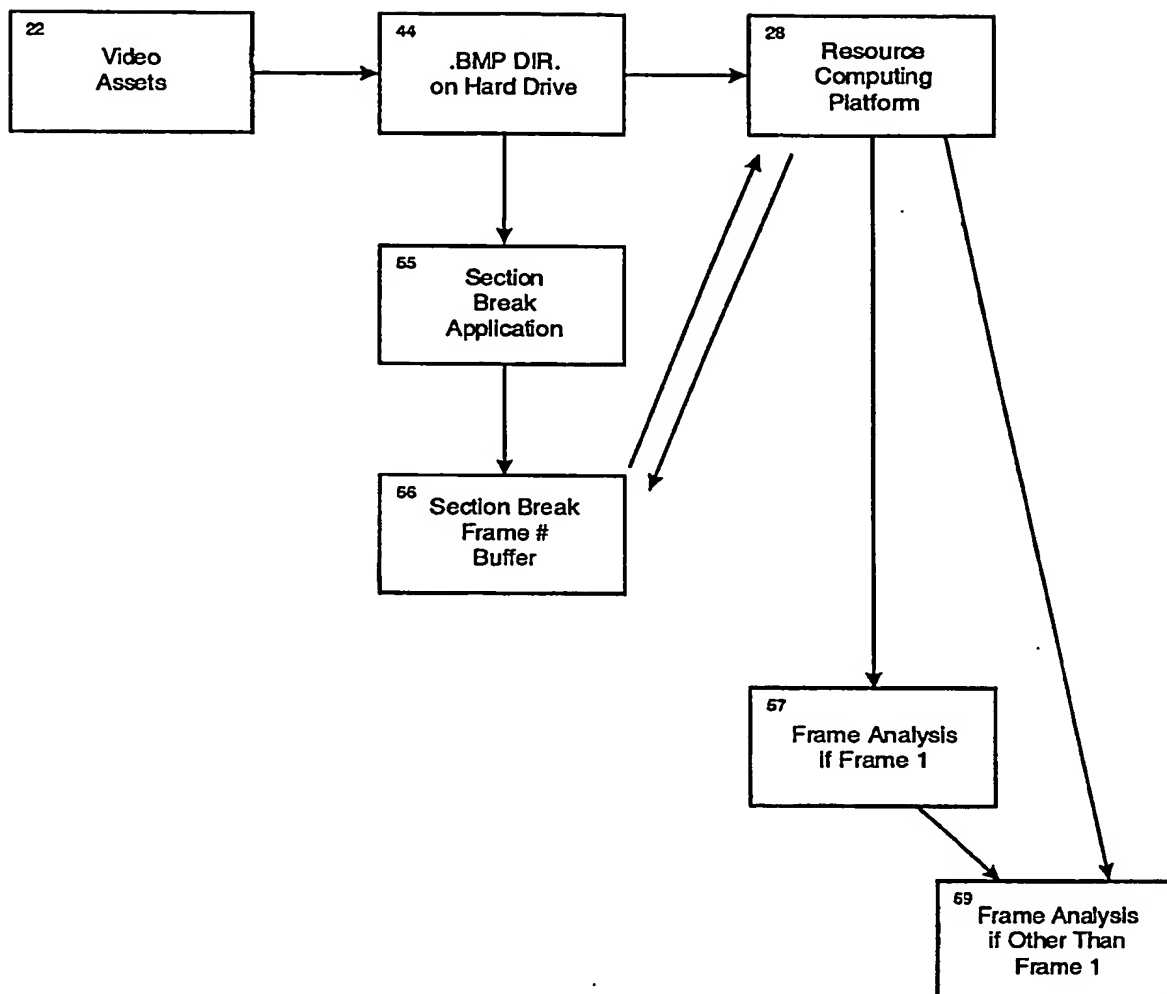 22
Video
Assets
44
.BMP DIR.
on Hard Drive
28
Resource
Computing
Platform
55
Section
Break
Application
56
Section Break
Frame #
Buffer
57
Frame Analysis
if Frame 1
59
Frame Analysis
if Other Than
Frame 1